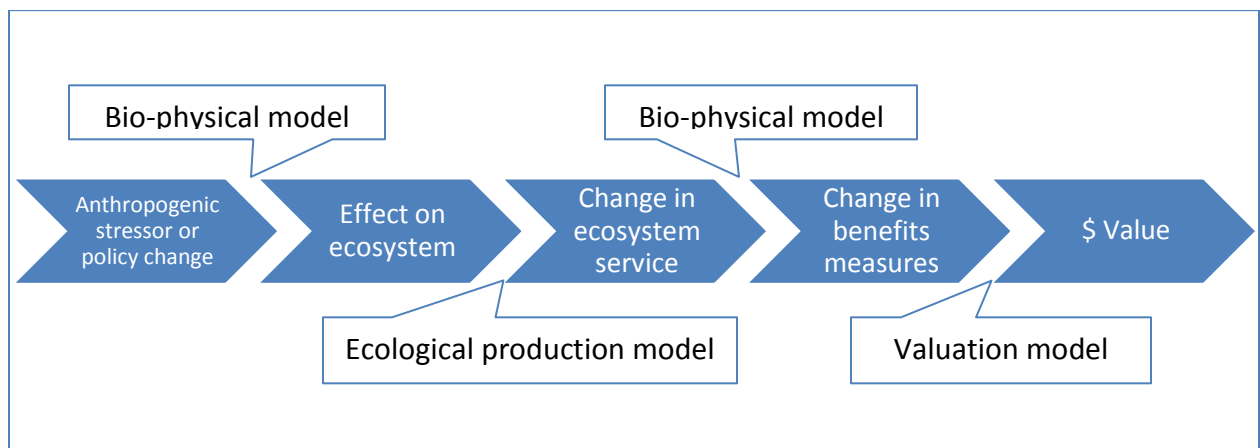 Bio-physical model
Bio-physical model
Anthropogenic
stressor or
policy change
Effect on
ecosystem
Change in
ecosystem
service
Change in
benefits
measures
$ Value
Ecological production model
Valuation model